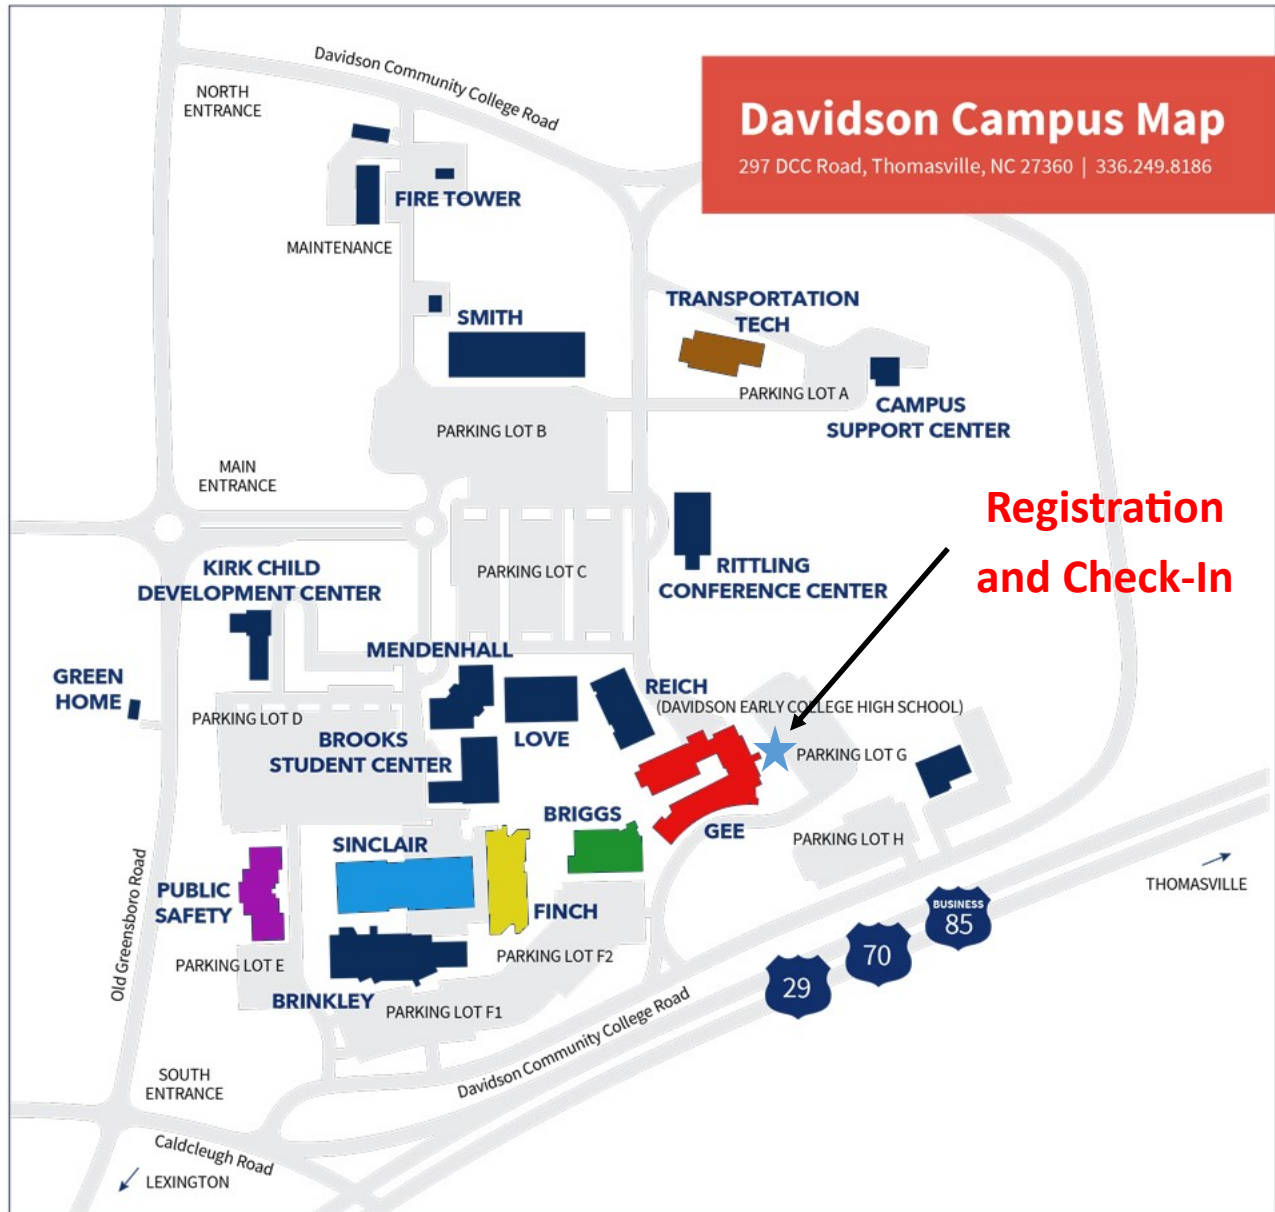 Davidson Community College Road
NORTH
ENTRANCE
Davidson Campus Map
297 DCC Road, Thomasville, NC 27360 | 336.249.8186
FIRE TOWER
MAINTENANCE
SMITH
TRANSPORTATION
TECH
PARKING LOT A
CAMPUS
SUPPORT CENTER
PARKING LOT B
MAIN
ENTRANCE
Registration
and Check-In
KIRK CHILD
DEVELOPMENT CENTER
PARKING LOT C
RITTLING
CONFERENCE CENTER
MENDENHALL
GREEN
HOME
REICH
(DAVIDSON EARLY COLLEGE HIGH SCHOOL)
PARKING LOT D
BROOKS
STUDENT CENTER
LOVE
PARKING LOT G
BRIGGS
GEE
SINCLAIR
PARKING LOT H
PUBLIC
SAFETY
FINCH
THOMASVILLE
Old Greensboro Road
PARKING LOT E
PARKING LOT F2
BUSINESS
85
70
29
BRINKLEY
PARKING LOT F1
Davidson Community College Road
SOUTH
ENTRANCE
Caldcleugh Road
LEXINGTON